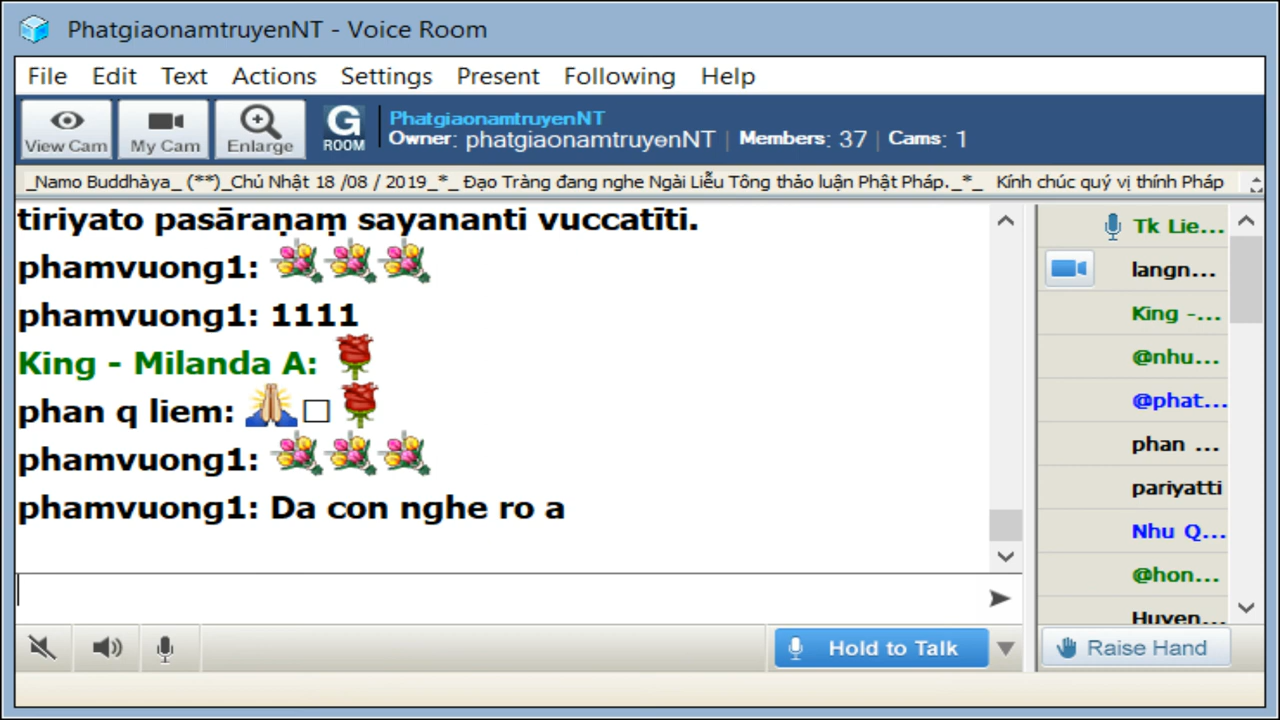 PhatgiaonamtruyenNT - Voice Room
File Edit Text Actions Settings Present Following Help
View Cam My Cam Enlarge G ROOM
PhatgiaonamtruyenNT
Owner: phatgiaonamtruyenNT | Members: 37 | Cams: 1
_Namo Buddhàya_ (**)_Chủ Nhật 18 /08 / 2019_*_ Đạo Tràng đang nghe Ngài Liễu Tông thảo luận Phật Pháp._*_ Kính chúc quý vị thính Pháp
tiriyato pasāraṇaṃ sayananti vuccatīti.
phamvuong1:
phamvuong1: 1111
King - Milanda A:
phan q liem:
phamvuong1:
phamvuong1: Da con nghe ro a
Tk Lie...
langn...
King -...
@nhu...
@phat...
phan ...
pariyatti
Nhu Q...
@hon...
Huyen...
Hold to Talk
Raise Hand